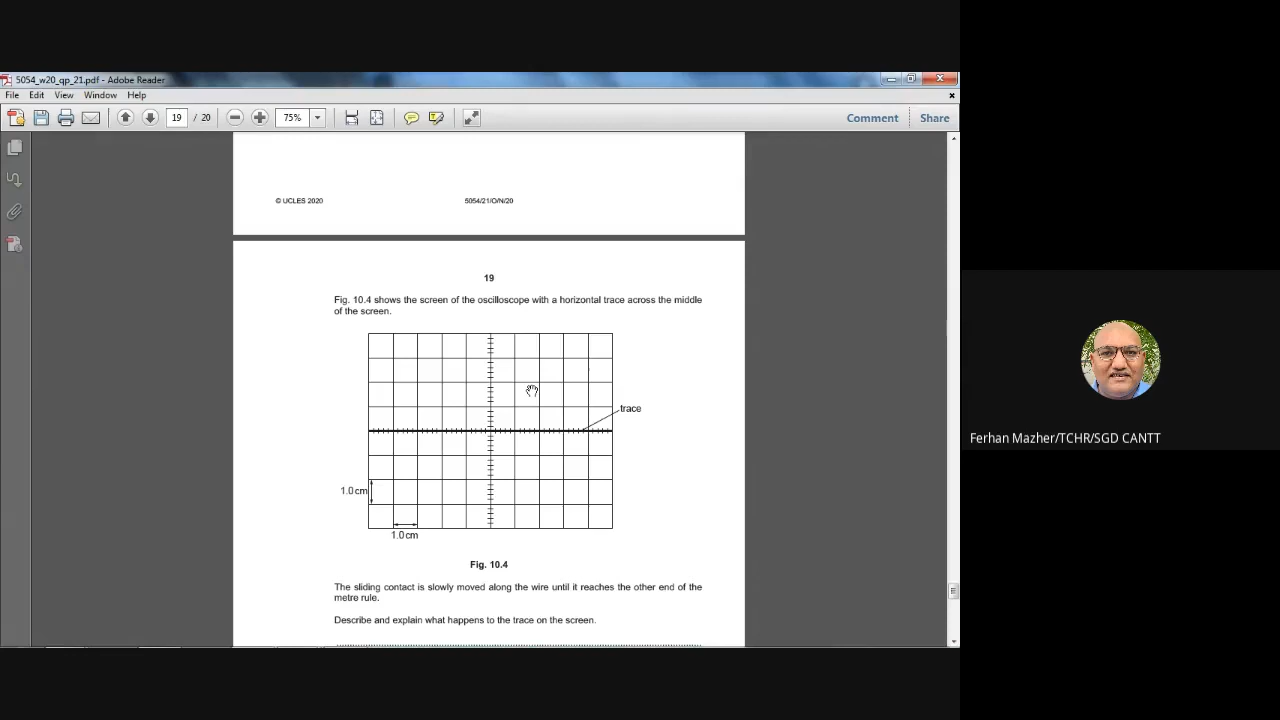 5054_w20_qp_21.pdf - Adobe Reader
File Edit View Window Help
19 / 20 75% Comment Share
© UCLES 2020 5054/21/O/N/20
19
Fig. 10.4 shows the screen of the oscilloscope with a horizontal trace across the middle
of the screen.
trace
1.0 cm
1.0 cm
Fig. 10.4
The sliding contact is slowly moved along the wire until it reaches the other end of the
metre rule.
Describe and explain what happens to the trace on the screen.
Ferhan Mazher/TCHR/SGD CANTT